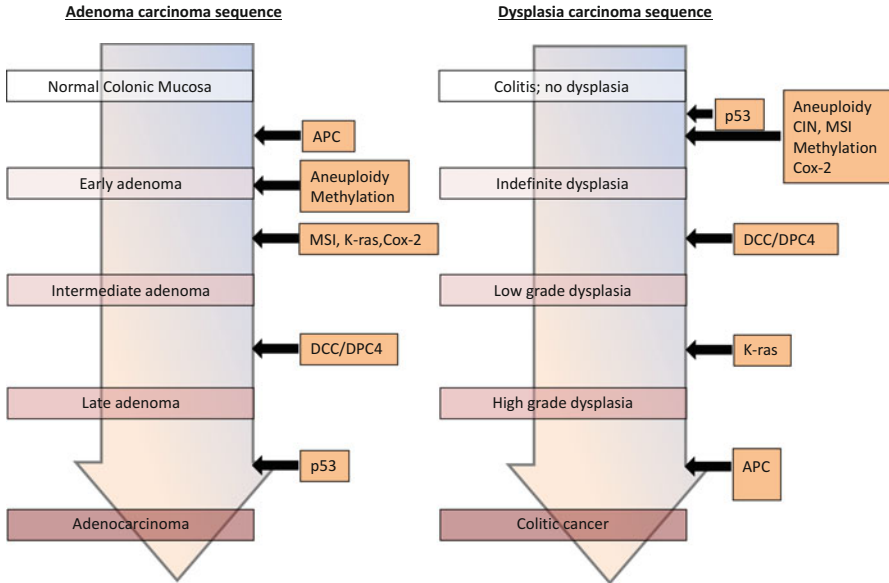 Adenoma carcinoma sequence
Normal Colonic Mucosa
APC
Early adenoma
Aneuploidy
Methylation
MSI, K-ras,Cox-2
Intermediate adenoma
DCC/DPC4
Late adenoma
p53
Adenocarcinoma
Dysplasia carcinoma sequence
Colitis; no dysplasia
p53
Aneuploidy
CIN, MSI
Methylation
Cox-2
Indefinite dysplasia
DCC/DPC4
Low grade dysplasia
K-ras
High grade dysplasia
APC
Colitic cancer